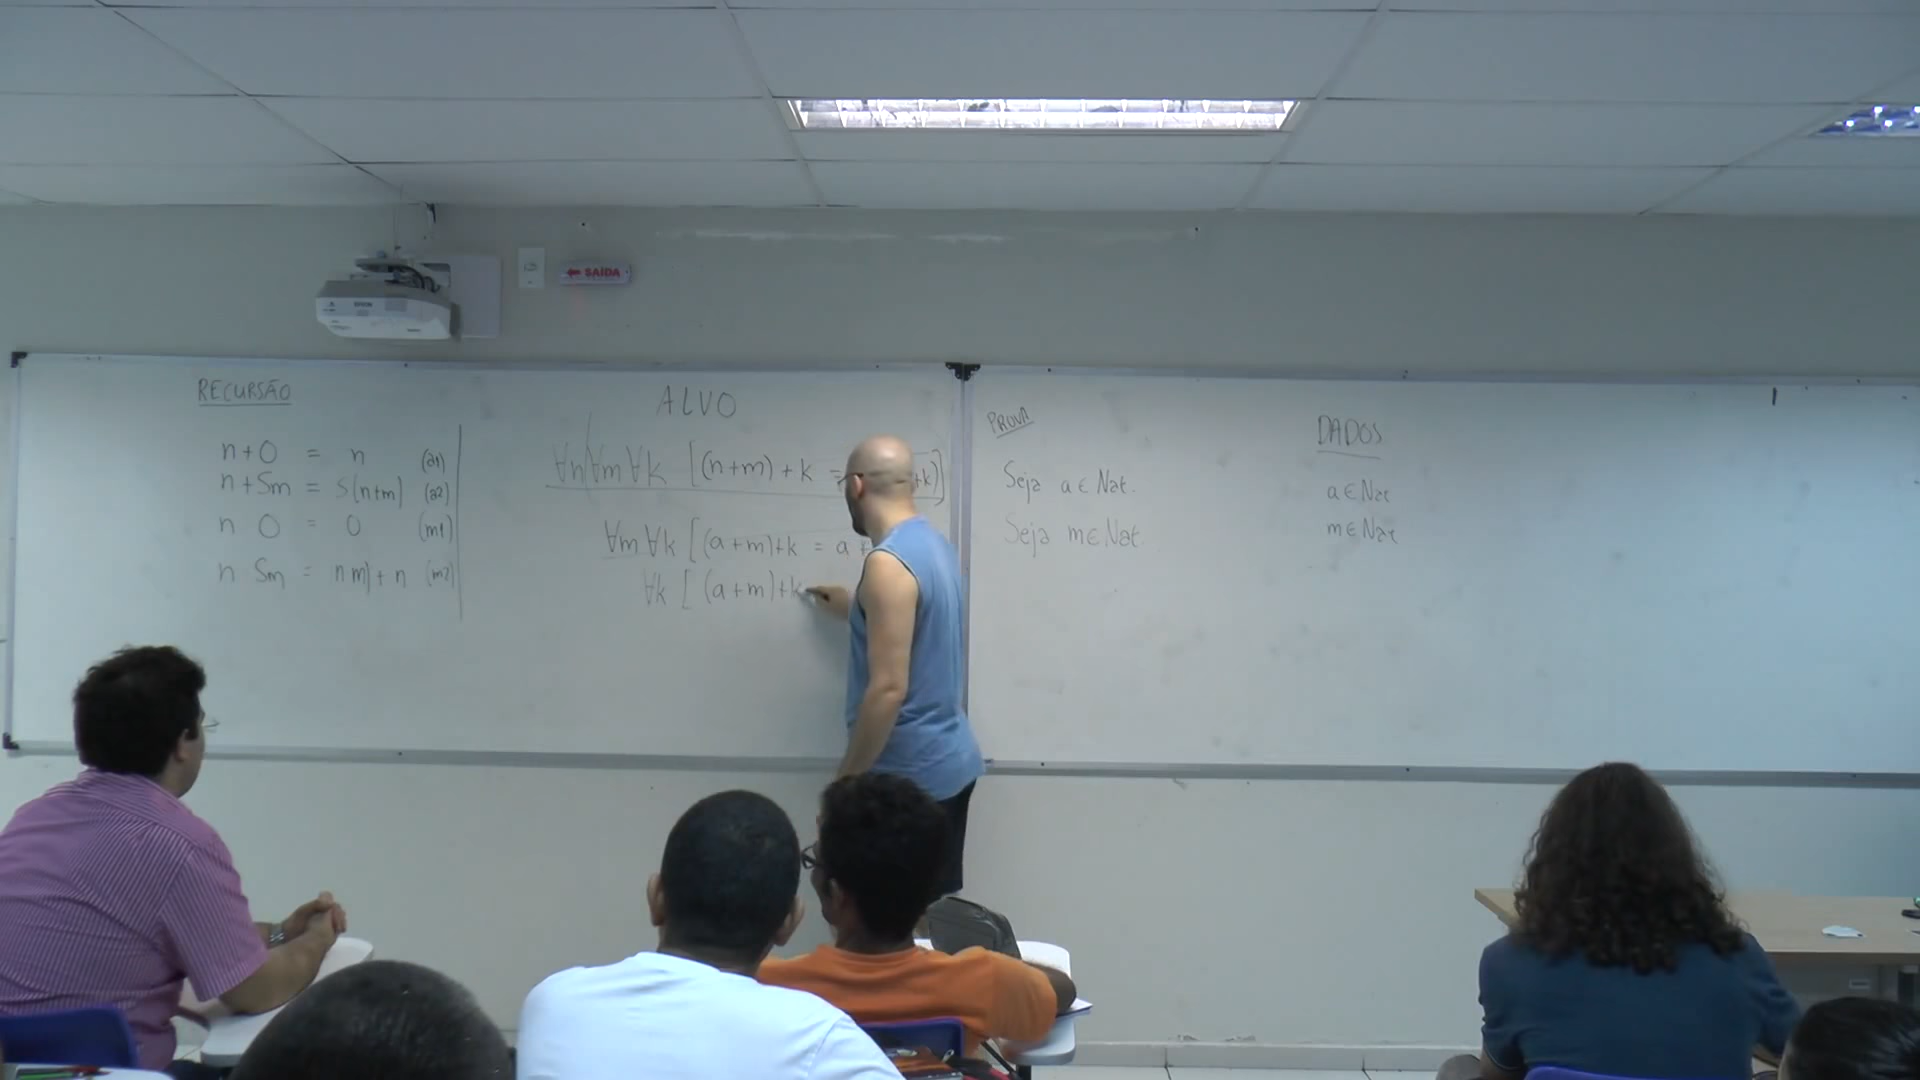 EPSON
SAÍDA
RECURSÃO
n + 0 = n (a1)
n + Sm = S(n+m) (a2)
n 0 = 0 (m1)
n Sm = (n m) + n (m2)
ALVO
∀n ∀m ∀k [(n+m) + k = +k)]
∀m ∀k [(a+m)+k = a +
∀k [(a+m)+k
PROVA
Seja a ∈ Nat.
Seja m ∈ Nat.
DADOS
a ∈ Nat
m ∈ Nat